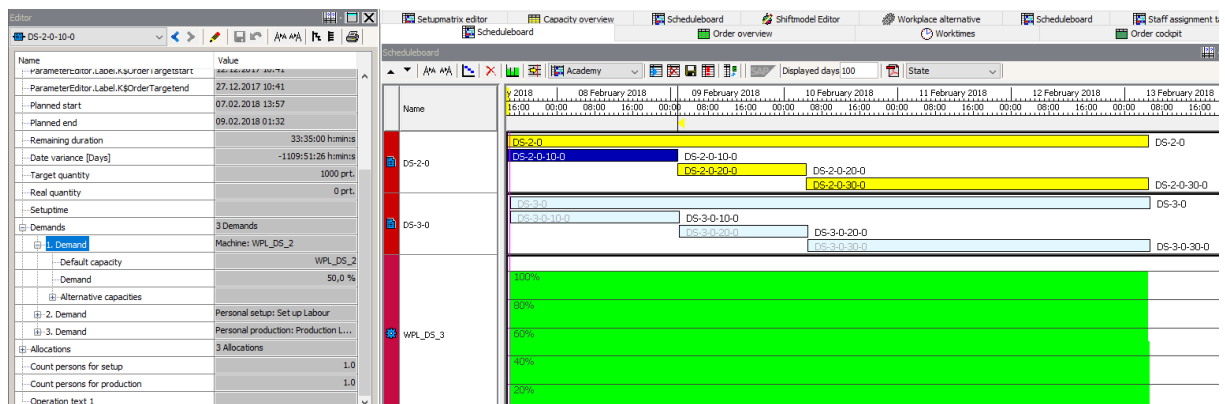 Editor
DS-2-0-10-0
Name Value
ParameterEditor.Label.K$OrderTargetstart 12.12.2017 10:41
ParameterEditor.Label.K$OrderTargetend 27.12.2017 10:41
Planned start 07.02.2018 13:57
Planned end 09.02.2018 01:32
Remaining duration 33:35:00 h:min:s
Date variance [Days] -1109:51:26 h:min:s
Target quantity 1000 prt.
Real quantity 0 prt.
Setuptime
Demands 3 Demands
1. Demand Machine: WPL_DS_2
Default capacity WPL_DS_2
Demand 50,0 %
Alternative capacities
2. Demand Personal setup: Set up Labour
3. Demand Personal production: Production L...
Allocations 3 Allocations
Count persons for setup 1.0
Count persons for production 1.0
Operation text 1
Setupmatrix editor Capacity overview Scheduleboard Shiftmodel Editor Workplace alternative Scheduleboard Staff assignment ta
Scheduleboard Order overview Worktimes Order cockpit
Scheduleboard
Academy SAP Displayed days 100 State
Name
y 2018 08 February 2018 09 February 2018 10 February 2018 11 February 2018 12 February 2018 13 February 2018
16:00 00:00 08:00 16:00 00:00 08:00 16:00 00:00 08:00 16:00 00:00 08:00 16:00 00:00 08:00 16:00 00:00 08:00 16:00
DS-2-0
DS-2-0 DS-2-0
DS-2-0-10-0 DS-2-0-10-0
DS-2-0-20-0 DS-2-0-20-0
DS-2-0-30-0 DS-2-0-30-0
DS-3-0
DS-3-0 DS-3-0
DS-3-0-10-0 DS-3-0-10-0
DS-3-0-20-0 DS-3-0-20-0
DS-3-0-30-0 DS-3-0-30-0
WPL_DS_3
100%
80%
60%
40%
20%